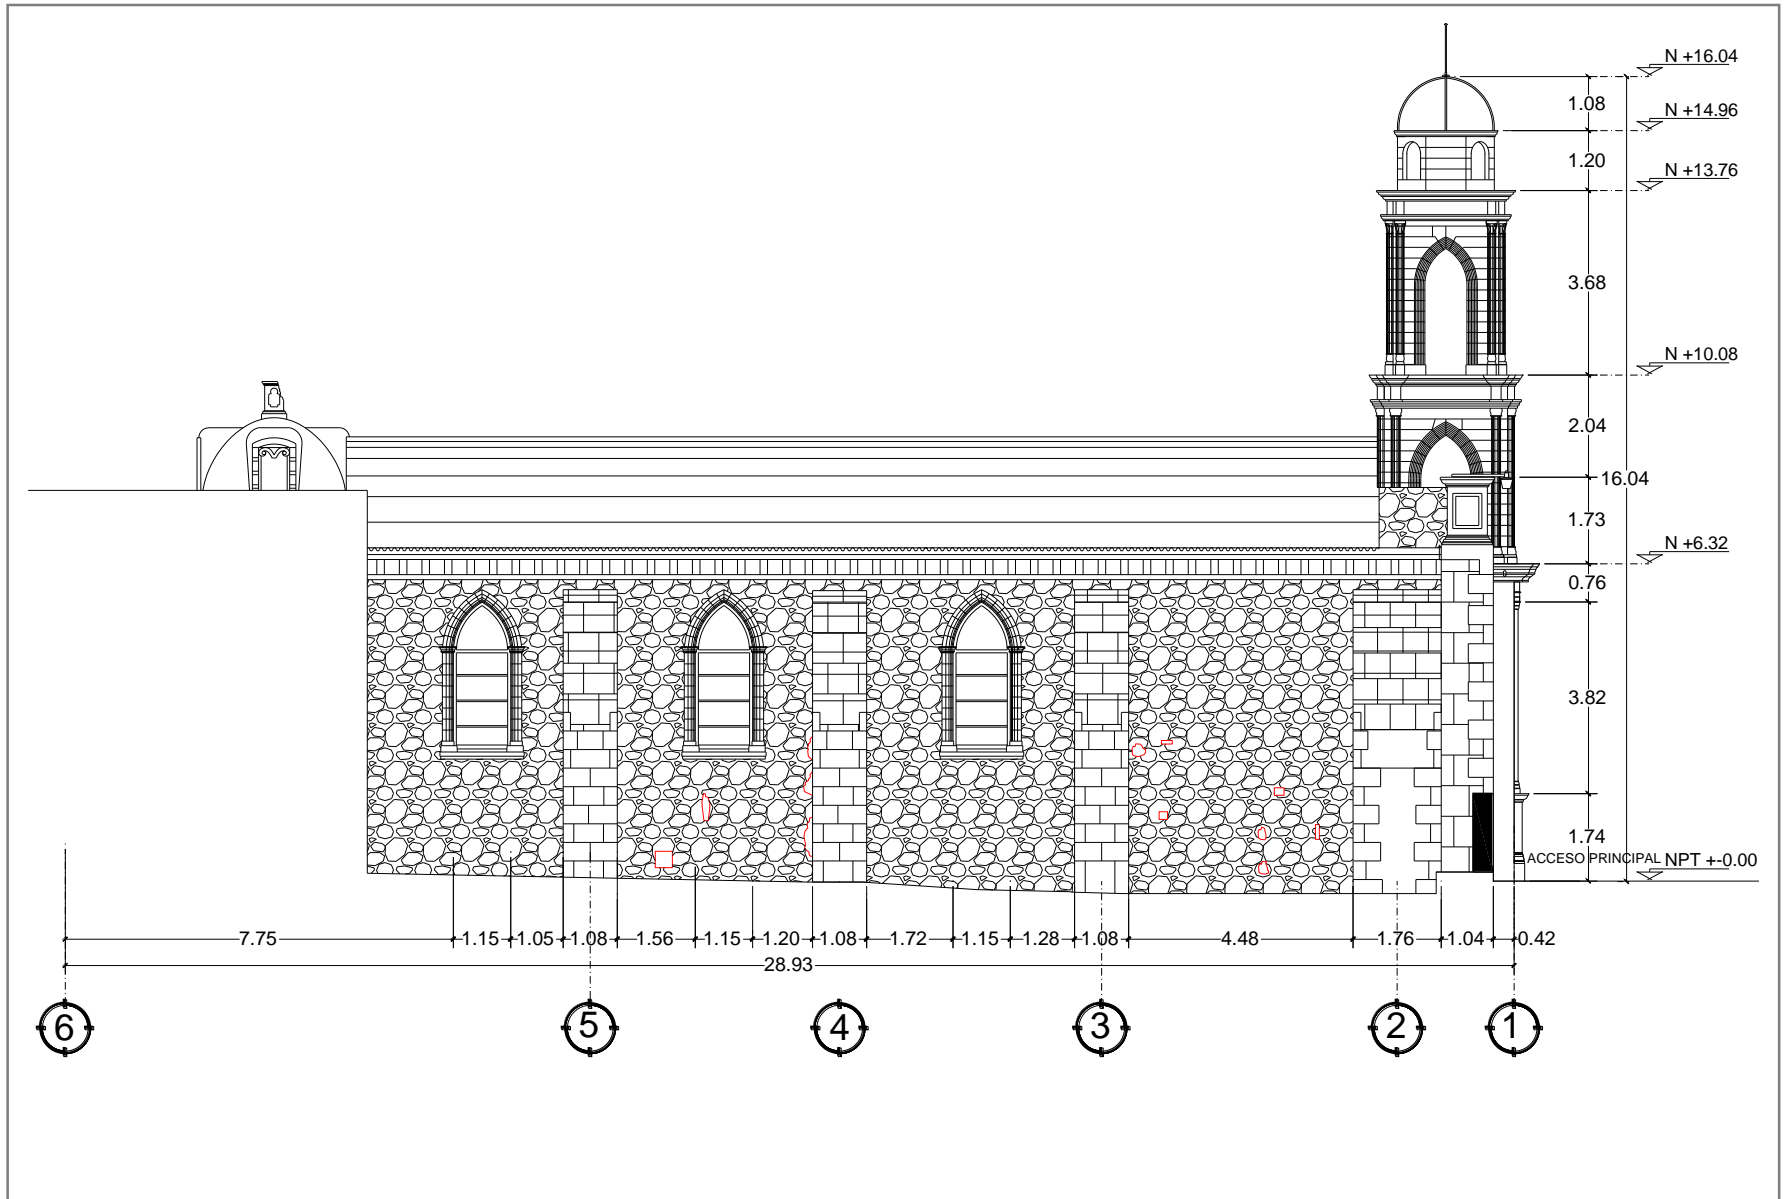 N +16.04
1.08
N +14.96
1.20
N +13.76
3.68
N +10.08
2.04
16.04
1.73
N +6.32
0.76
3.82
1.74
ACCESO PRINCIPAL NPT +-0.00
7.75 1.15 1.05 1.08 1.56 1.15 1.20 1.08 1.72 1.15 1.28 1.08 4.48 1.76 1.04 0.42
28.93
6 5 4 3 2 1